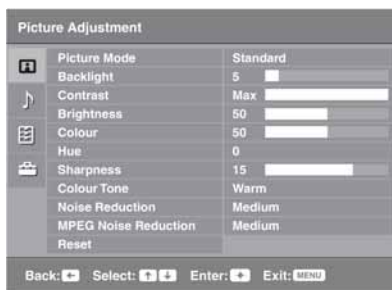 Picture Adjustment
Picture Mode Standard
Backlight 5
Contrast Max
Brightness 50
Colour 50
Hue 0
Sharpness 15
Colour Tone Warm
Noise Reduction Medium
MPEG Noise Reduction Medium
Reset
Back: Select: Enter: Exit: MENU